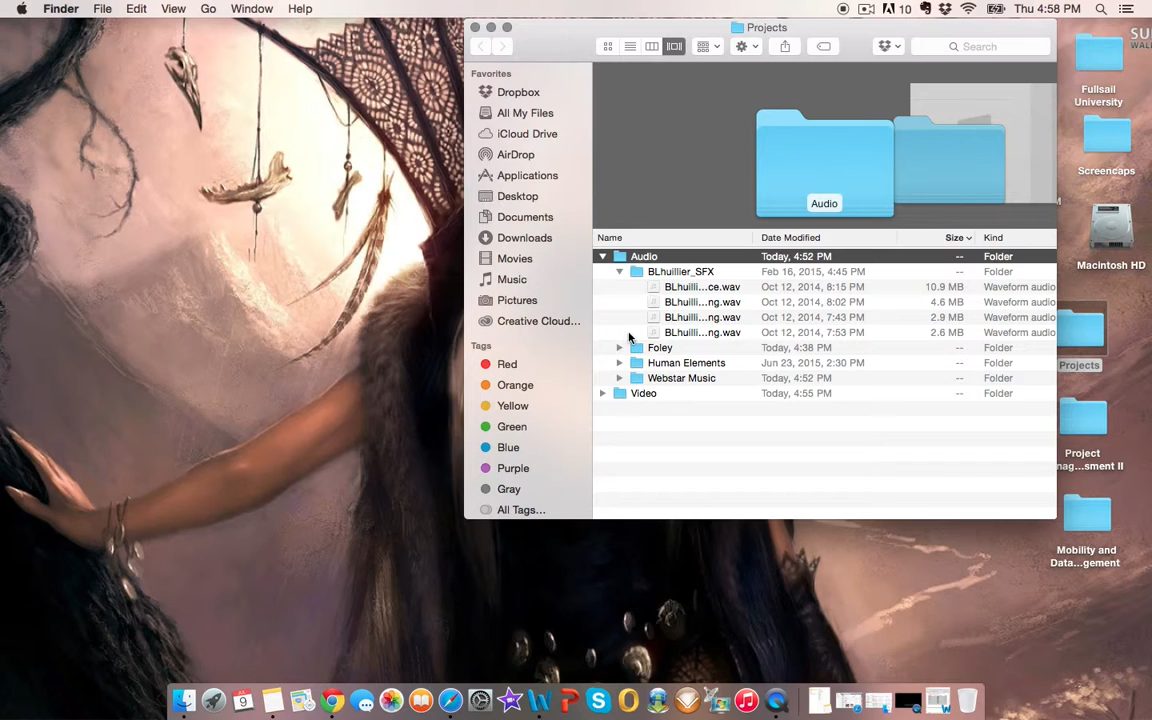 Finder File Edit View Go Window Help 10 Thu 4:58 PM
Projects
Search
SU
WAL
Favorites
Dropbox
All My Files
iCloud Drive
AirDrop
Applications
Desktop
Documents
Downloads
Movies
Music
Pictures
Creative Cloud...
Tags
Red
Orange
Yellow
Green
Blue
Purple
Gray
All Tags...
Audio
Name Date Modified Size Kind
Audio Today, 4:52 PM -- Folder
BLhuillier_SFX Feb 16, 2015, 4:45 PM -- Folder
BLhuilli...ce.wav Oct 12, 2014, 8:15 PM 10.9 MB Waveform audio
BLhuilli...ng.wav Oct 12, 2014, 8:02 PM 4.6 MB Waveform audio
BLhuilli...ng.wav Oct 12, 2014, 7:43 PM 2.9 MB Waveform audio
BLhuilli...ng.wav Oct 12, 2014, 7:53 PM 2.6 MB Waveform audio
Foley Today, 4:38 PM -- Folder
Human Elements Jun 23, 2015, 2:30 PM -- Folder
Webstar Music Today, 4:52 PM -- Folder
Video Today, 4:55 PM -- Folder
Fullsail
University
Screencaps
Macintosh HD
Projects
Project
nag...sment II
Mobility and
Data...gement
9